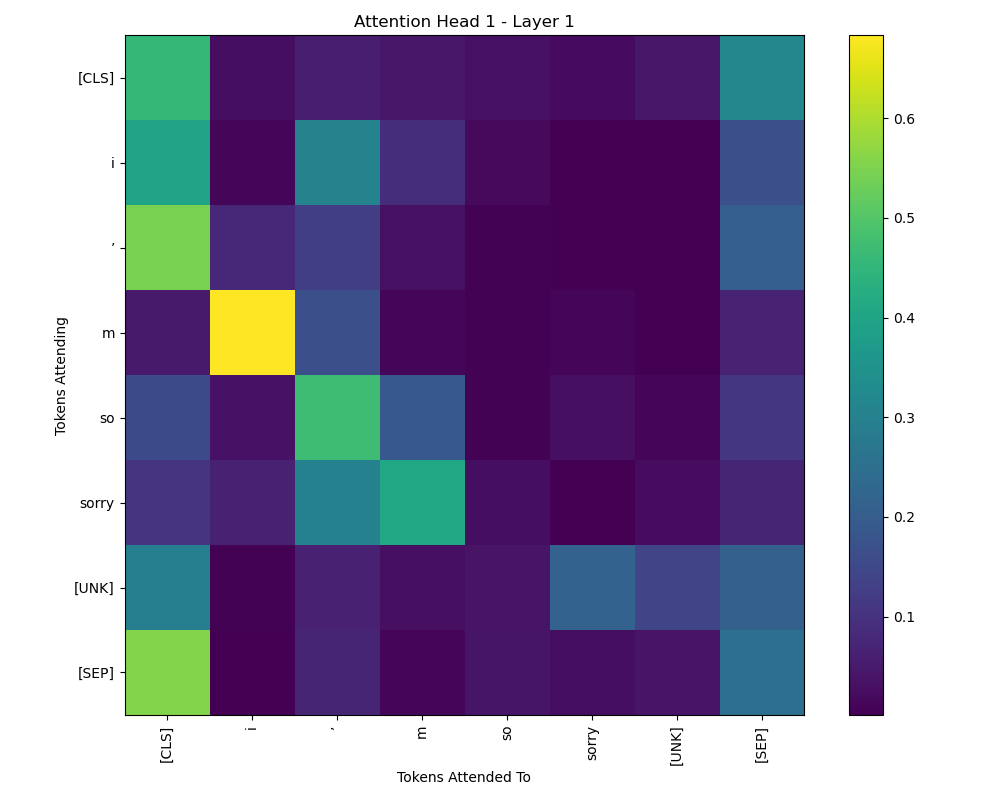 Attention Head 1 - Layer 1
Tokens Attending
[CLS]
i
’
m
so
sorry
[UNK]
[SEP]
[CLS]
i
’
m
so
sorry
[UNK]
[SEP]
Tokens Attended To
0.6
0.5
0.4
0.3
0.2
0.1